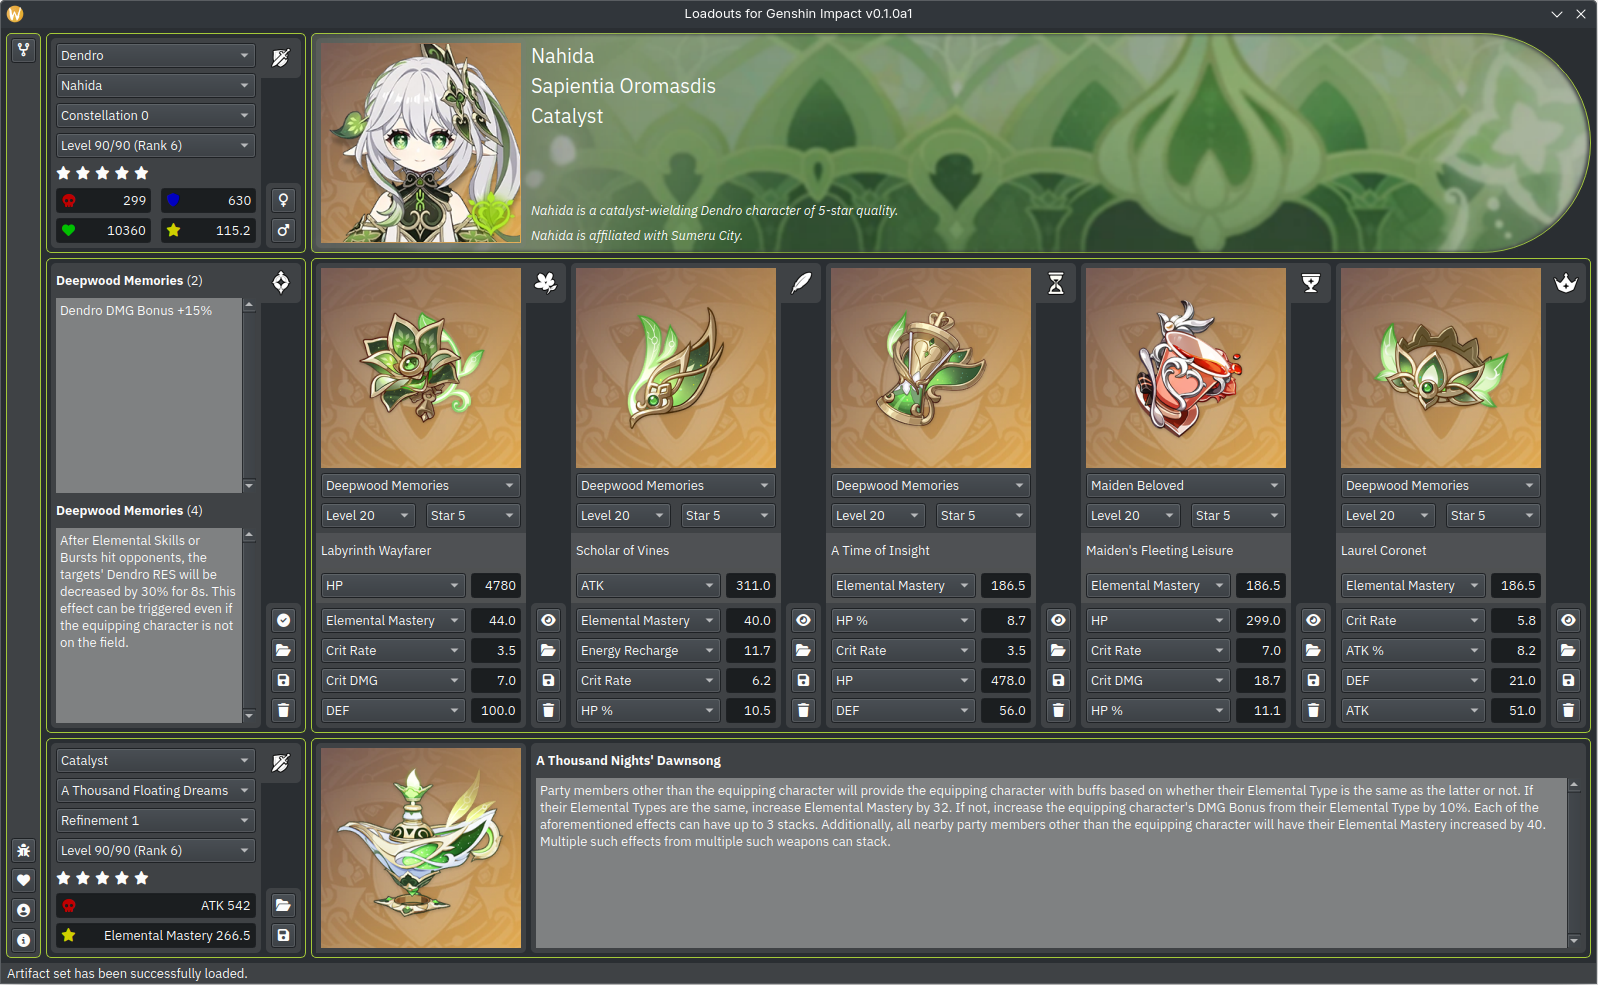 Loadouts for Genshin Impact v0.1.0a1
Dendro
Nahida
Constellation 0
Level 90/90 (Rank 6)
299
630
10360
115.2
Nahida
Sapientia Oromasdis
Catalyst
Nahida is a catalyst-wielding Dendro character of 5-star quality.
Nahida is affiliated with Sumeru City.
Deepwood Memories (2)
Dendro DMG Bonus +15%
Deepwood Memories (4)
After Elemental Skills or
Bursts hit opponents, the
targets' Dendro RES will be
decreased by 30% for 8s. This
effect can be triggered even if
the equipping character is not
on the field.
Deepwood Memories
Level 20
Star 5
Labyrinth Wayfarer
HP
4780
Elemental Mastery
44.0
Crit Rate
3.5
Crit DMG
7.0
DEF
100.0
Deepwood Memories
Level 20
Star 5
Scholar of Vines
ATK
311.0
Elemental Mastery
40.0
Energy Recharge
11.7
Crit Rate
6.2
HP %
10.5
Deepwood Memories
Level 20
Star 5
A Time of Insight
Elemental Mastery
186.5
HP %
8.7
Crit Rate
3.5
HP
478.0
DEF
56.0
Maiden Beloved
Level 20
Star 5
Maiden's Fleeting Leisure
Elemental Mastery
186.5
HP
299.0
Crit Rate
7.0
Crit DMG
18.7
HP %
11.1
Deepwood Memories
Level 20
Star 5
Laurel Coronet
Elemental Mastery
186.5
Crit Rate
5.8
ATK %
8.2
DEF
21.0
ATK
51.0
Catalyst
A Thousand Floating Dreams
Refinement 1
Level 90/90 (Rank 6)
ATK 542
Elemental Mastery 266.5
A Thousand Nights' Dawnsong
Party members other than the equipping character will provide the equipping character with buffs based on whether their Elemental Type is the same as the latter or not. If
their Elemental Types are the same, increase Elemental Mastery by 32. If not, increase the equipping character's DMG Bonus from their Elemental Type by 10%. Each of the
aforementioned effects can have up to 3 stacks. Additionally, all nearby party members other than the equipping character will have their Elemental Mastery increased by 40.
Multiple such effects from multiple such weapons can stack.
Artifact set has been successfully loaded.